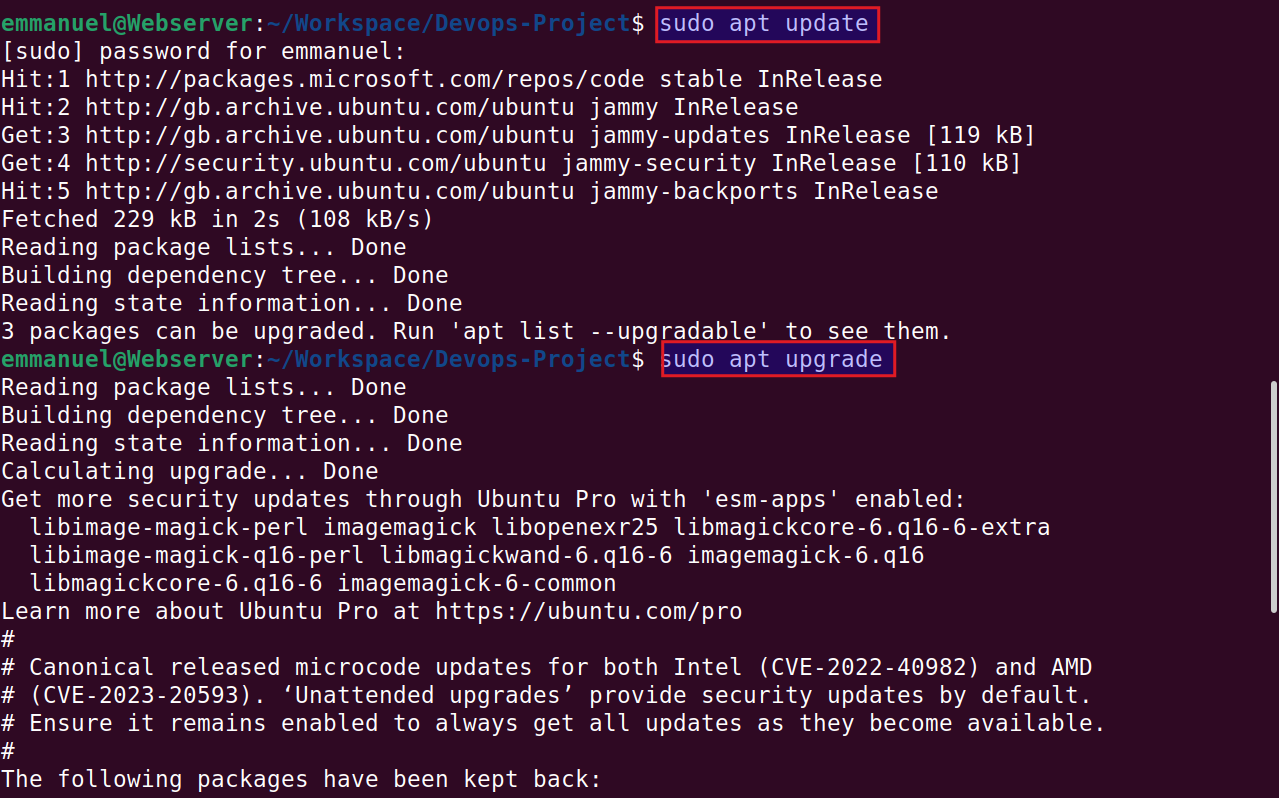 emmanuel@Webserver:~/Workspace/Devops-Project$ sudo apt update
[sudo] password for emmanuel:
Hit:1 http://packages.microsoft.com/repos/code stable InRelease
Hit:2 http://gb.archive.ubuntu.com/ubuntu jammy InRelease
Get:3 http://gb.archive.ubuntu.com/ubuntu jammy-updates InRelease [119 kB]
Get:4 http://security.ubuntu.com/ubuntu jammy-security InRelease [110 kB]
Hit:5 http://gb.archive.ubuntu.com/ubuntu jammy-backports InRelease
Fetched 229 kB in 2s (108 kB/s)
Reading package lists... Done
Building dependency tree... Done
Reading state information... Done
3 packages can be upgraded. Run 'apt list --upgradable' to see them.
emmanuel@Webserver:~/Workspace/Devops-Project$ sudo apt upgrade
Reading package lists... Done
Building dependency tree... Done
Reading state information... Done
Calculating upgrade... Done
Get more security updates through Ubuntu Pro with 'esm-apps' enabled:
  libimage-magick-perl imagemagick libopenexr25 libmagickcore-6.q16-6-extra
  libimage-magick-q16-perl libmagickwand-6.q16-6 imagemagick-6.q16
  libmagickcore-6.q16-6 imagemagick-6-common
Learn more about Ubuntu Pro at https://ubuntu.com/pro
#
# Canonical released microcode updates for both Intel (CVE-2022-40982) and AMD
# (CVE-2023-20593). ‘Unattended upgrades’ provide security updates by default.
# Ensure it remains enabled to always get all updates as they become available.
#
The following packages have been kept back: